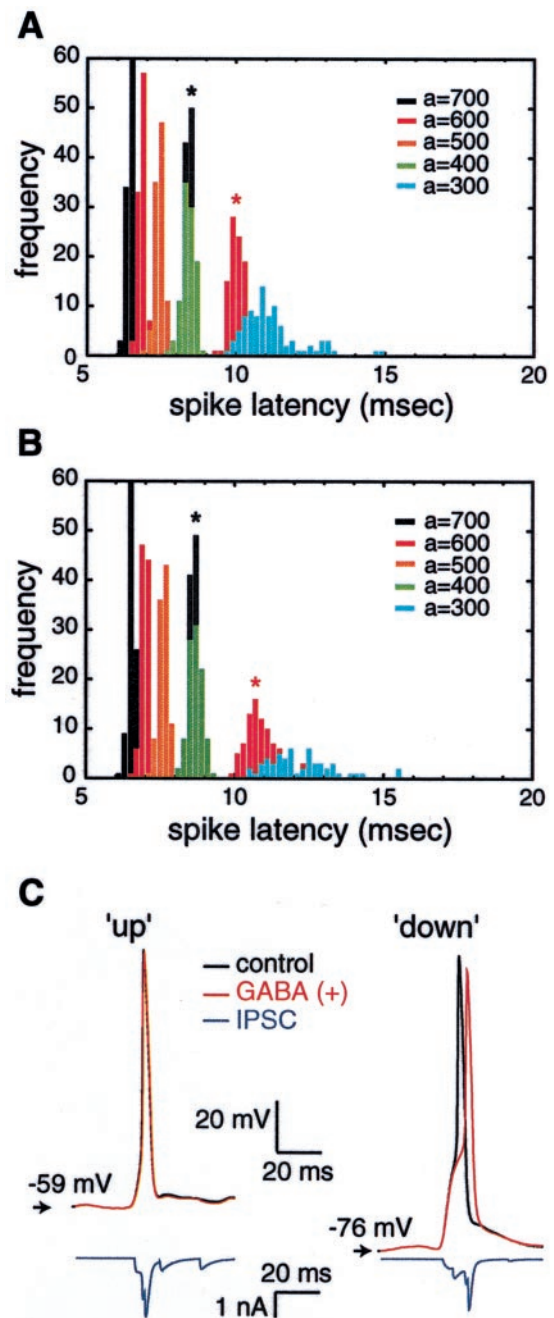 A
60
50
40
30
20
10
0
frequency
*
*
a=700
a=600
a=500
a=400
a=300
5
10
15
20
spike latency (msec)
B
60
50
40
30
20
10
0
frequency
*
*
a=700
a=600
a=500
a=400
a=300
5
10
15
20
spike latency (msec)
C
'up'
'down'
control
GABA (+)
IPSC
20 mV
20 ms
-59 mV
-76 mV
20 ms
1 nA